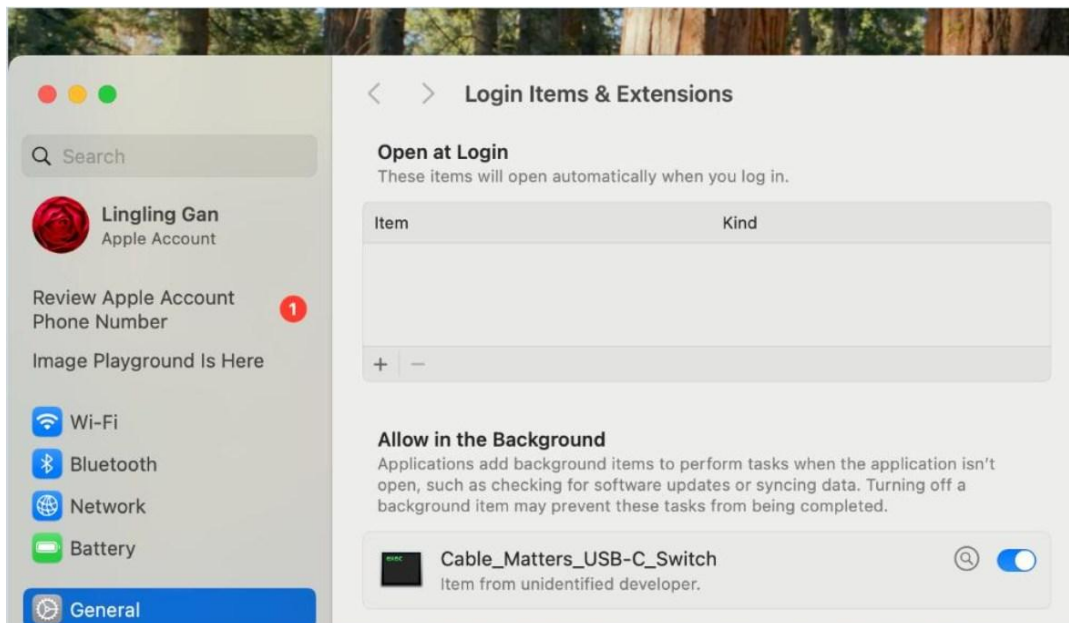 Login Items & Extensions
Search
Lingling Gan
Apple Account
Review Apple Account
Phone Number
1
Image Playground Is Here
Wi-Fi
Bluetooth
Network
Battery
General
Open at Login
These items will open automatically when you log in.
Item Kind
Allow in the Background
Applications add background items to perform tasks when the application isn't
open, such as checking for software updates or syncing data. Turning off a
background item may prevent these tasks from being completed.
exec
Cable_Matters_USB-C_Switch
Item from unidentified developer.